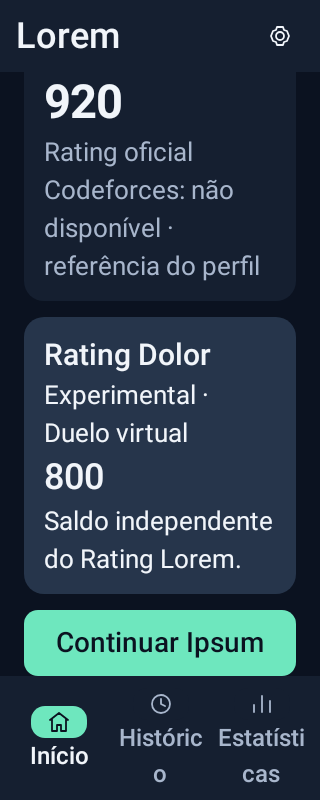 Lorem
920
Rating oficial
Codeforces: não
disponível ·
referência do perfil
Rating Dolor
Experimental ·
Duelo virtual
800
Saldo independente
do Rating Lorem.
Continuar Ipsum
Início
Históric
o
Estatísti
cas